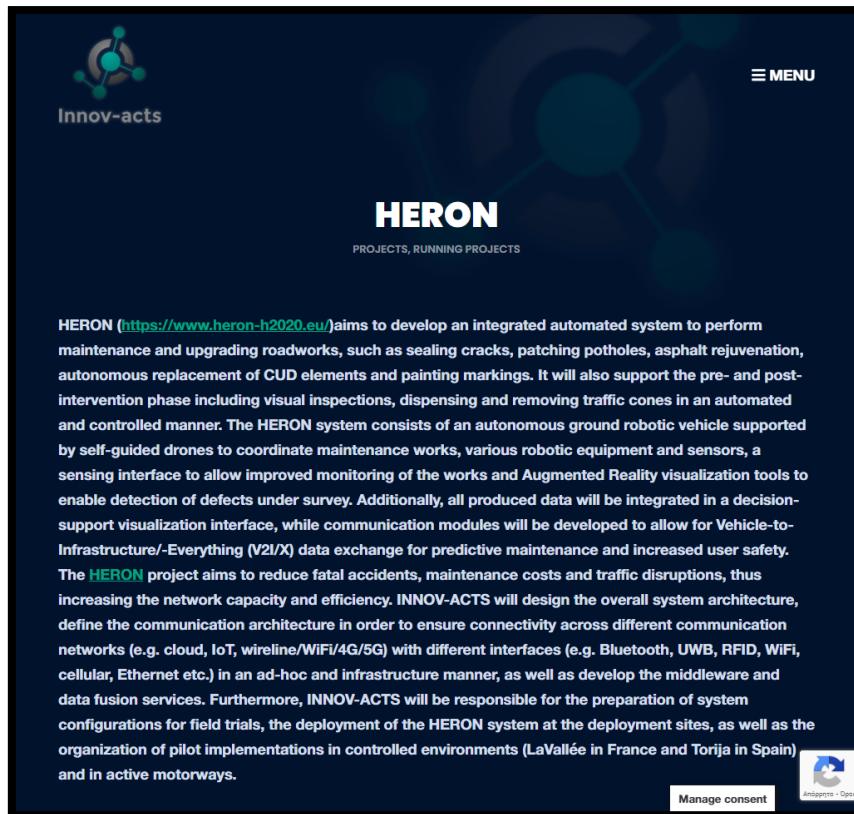 Innov-acts
☰ MENU
HERON
PROJECTS, RUNNING PROJECTS
HERON (https://www.heron-h2020.eu/)aims to develop an integrated automated system to perform
maintenance and upgrading roadworks, such as sealing cracks, patching potholes, asphalt rejuvenation,
autonomous replacement of CUD elements and painting markings. It will also support the pre- and post-
intervention phase including visual inspections, dispensing and removing traffic cones in an automated
and controlled manner. The HERON system consists of an autonomous ground robotic vehicle supported
by self-guided drones to coordinate maintenance works, various robotic equipment and sensors, a
sensing interface to allow improved monitoring of the works and Augmented Reality visualization tools to
enable detection of defects under survey. Additionally, all produced data will be integrated in a decision-
support visualization interface, while communication modules will be developed to allow for Vehicle-to-
Infrastructure/-Everything (V2I/X) data exchange for predictive maintenance and increased user safety.
The HERON project aims to reduce fatal accidents, maintenance costs and traffic disruptions, thus
increasing the network capacity and efficiency. INNOV-ACTS will design the overall system architecture,
define the communication architecture in order to ensure connectivity across different communication
networks (e.g. cloud, IoT, wireline/WiFi/4G/5G) with different interfaces (e.g. Bluetooth, UWB, RFID, WiFi,
cellular, Ethernet etc.) in an ad-hoc and infrastructure manner, as well as develop the middleware and
data fusion services. Furthermore, INNOV-ACTS will be responsible for the preparation of system
configurations for field trials, the deployment of the HERON system at the deployment sites, as well as the
organization of pilot implementations in controlled environments (LaVallée in France and Torija in Spain)
and in active motorways.
Manage consent
Απόρρητο -